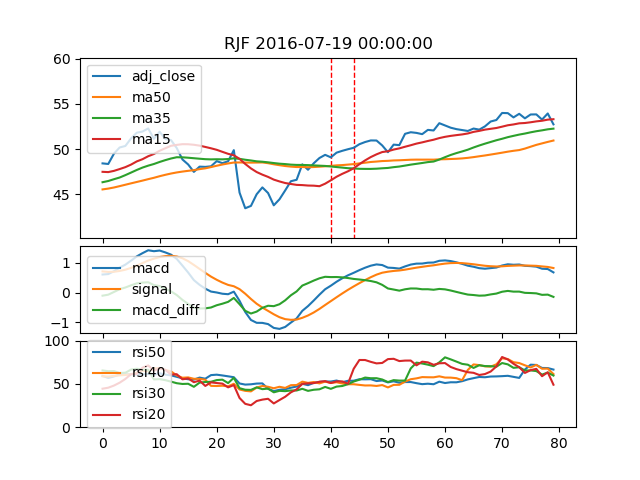 RJF 2016-07-19 00:00:00
60
55
50
45
adj_close
ma50
ma35
ma15
1
0
−1
macd
signal
macd_diff
100
50
0
rsi50
rsi40
rsi30
rsi20
0 10 20 30 40 50 60 70 80